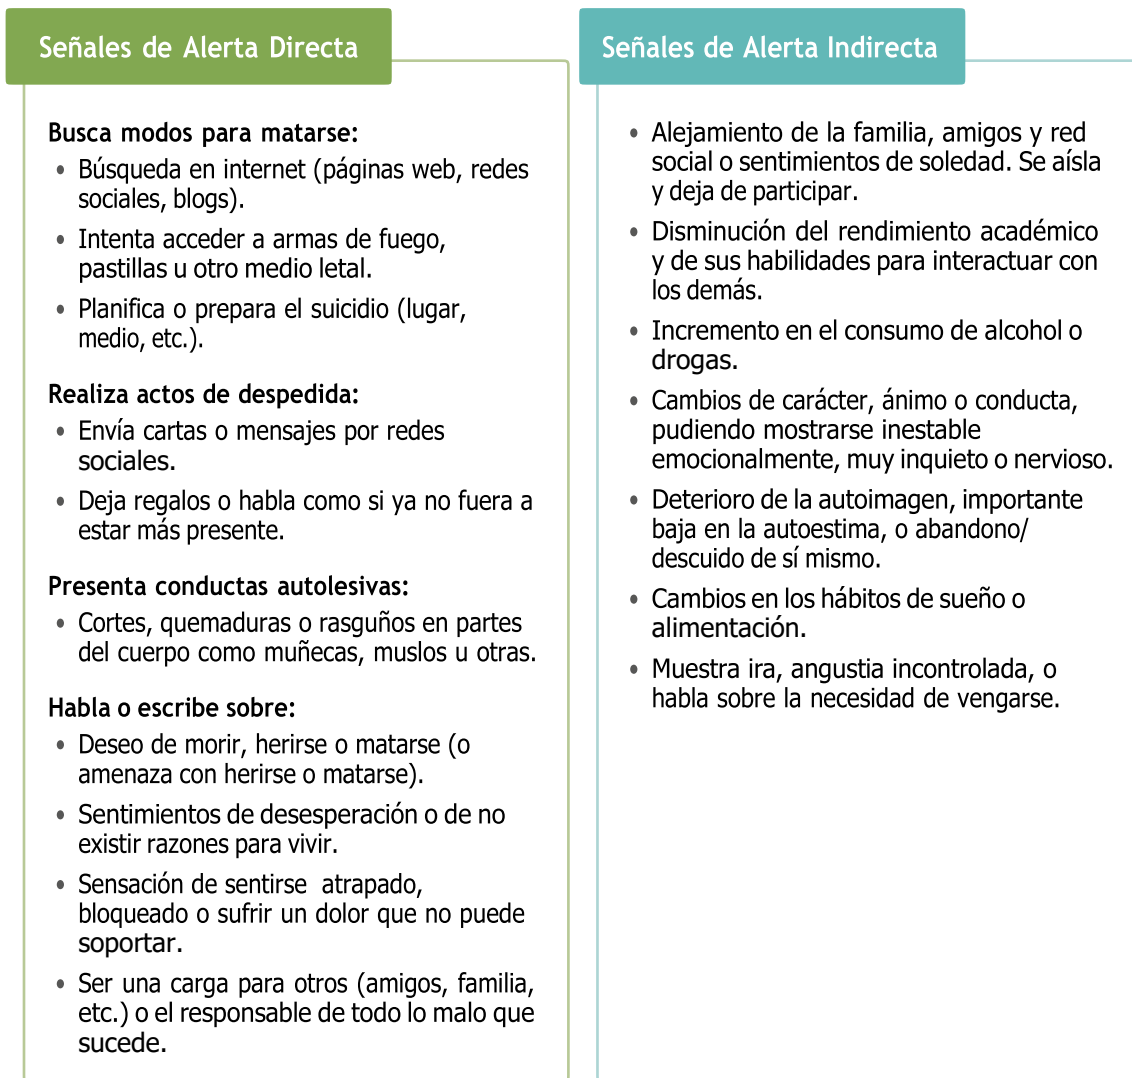 Señales de Alerta Directa
Busca modos para matarse:
• Búsqueda en internet (páginas web, redes
sociales, blogs).
• Intenta acceder a armas de fuego,
pastillas u otro medio letal.
• Planifica o prepara el suicidio (lugar,
medio, etc.).
Realiza actos de despedida:
• Envía cartas o mensajes por redes
sociales.
• Deja regalos o habla como si ya no fuera a
estar más presente.
Presenta conductas autolesivas:
• Cortes, quemaduras o rasguños en partes
del cuerpo como muñecas, muslos u otras.
Habla o escribe sobre:
• Deseo de morir, herirse o matarse (o
amenaza con herirse o matarse).
• Sentimientos de desesperación o de no
existir razones para vivir.
• Sensación de sentirse atrapado,
bloqueado o sufrir un dolor que no puede
soportar.
• Ser una carga para otros (amigos, familia,
etc.) o el responsable de todo lo malo que
sucede.
Señales de Alerta Indirecta
• Alejamiento de la familia, amigos y red
social o sentimientos de soledad. Se aísla
y deja de participar.
• Disminución del rendimiento académico
y de sus habilidades para interactuar con
los demás.
• Incremento en el consumo de alcohol o
drogas.
• Cambios de carácter, ánimo o conducta,
pudiendo mostrarse inestable
emocionalmente, muy inquieto o nervioso.
• Deterioro de la autoimagen, importante
baja en la autoestima, o abandono/
descuido de sí mismo.
• Cambios en los hábitos de sueño o
alimentación.
• Muestra ira, angustia incontrolada, o
habla sobre la necesidad de vengarse.